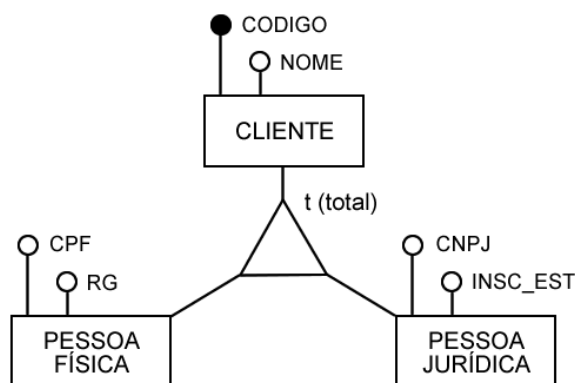 CODIGO
NOME
CLIENTE
t (total)
CPF
RG
PESSOA
FÍSICA
CNPJ
INSC_EST
PESSOA
JURÍDICA